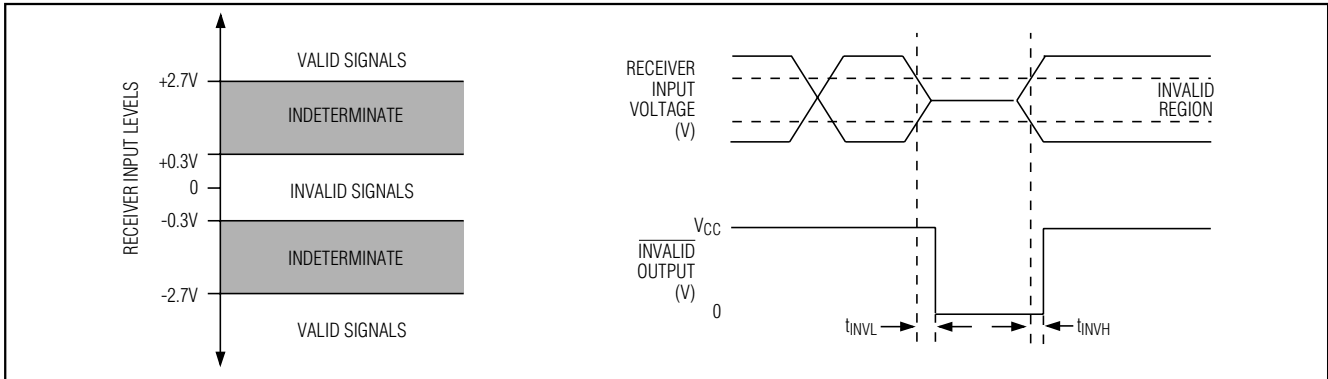 RECEIVER INPUT LEVELS
VALID SIGNALS
+2.7V
INDETERMINATE
+0.3V
0
INVALID SIGNALS
-0.3V
INDETERMINATE
-2.7V
VALID SIGNALS
RECEIVER
INPUT
VOLTAGE
(V)
INVALID
REGION
VCC
INVALID
OUTPUT
(V)
0
tINVL
tINVH